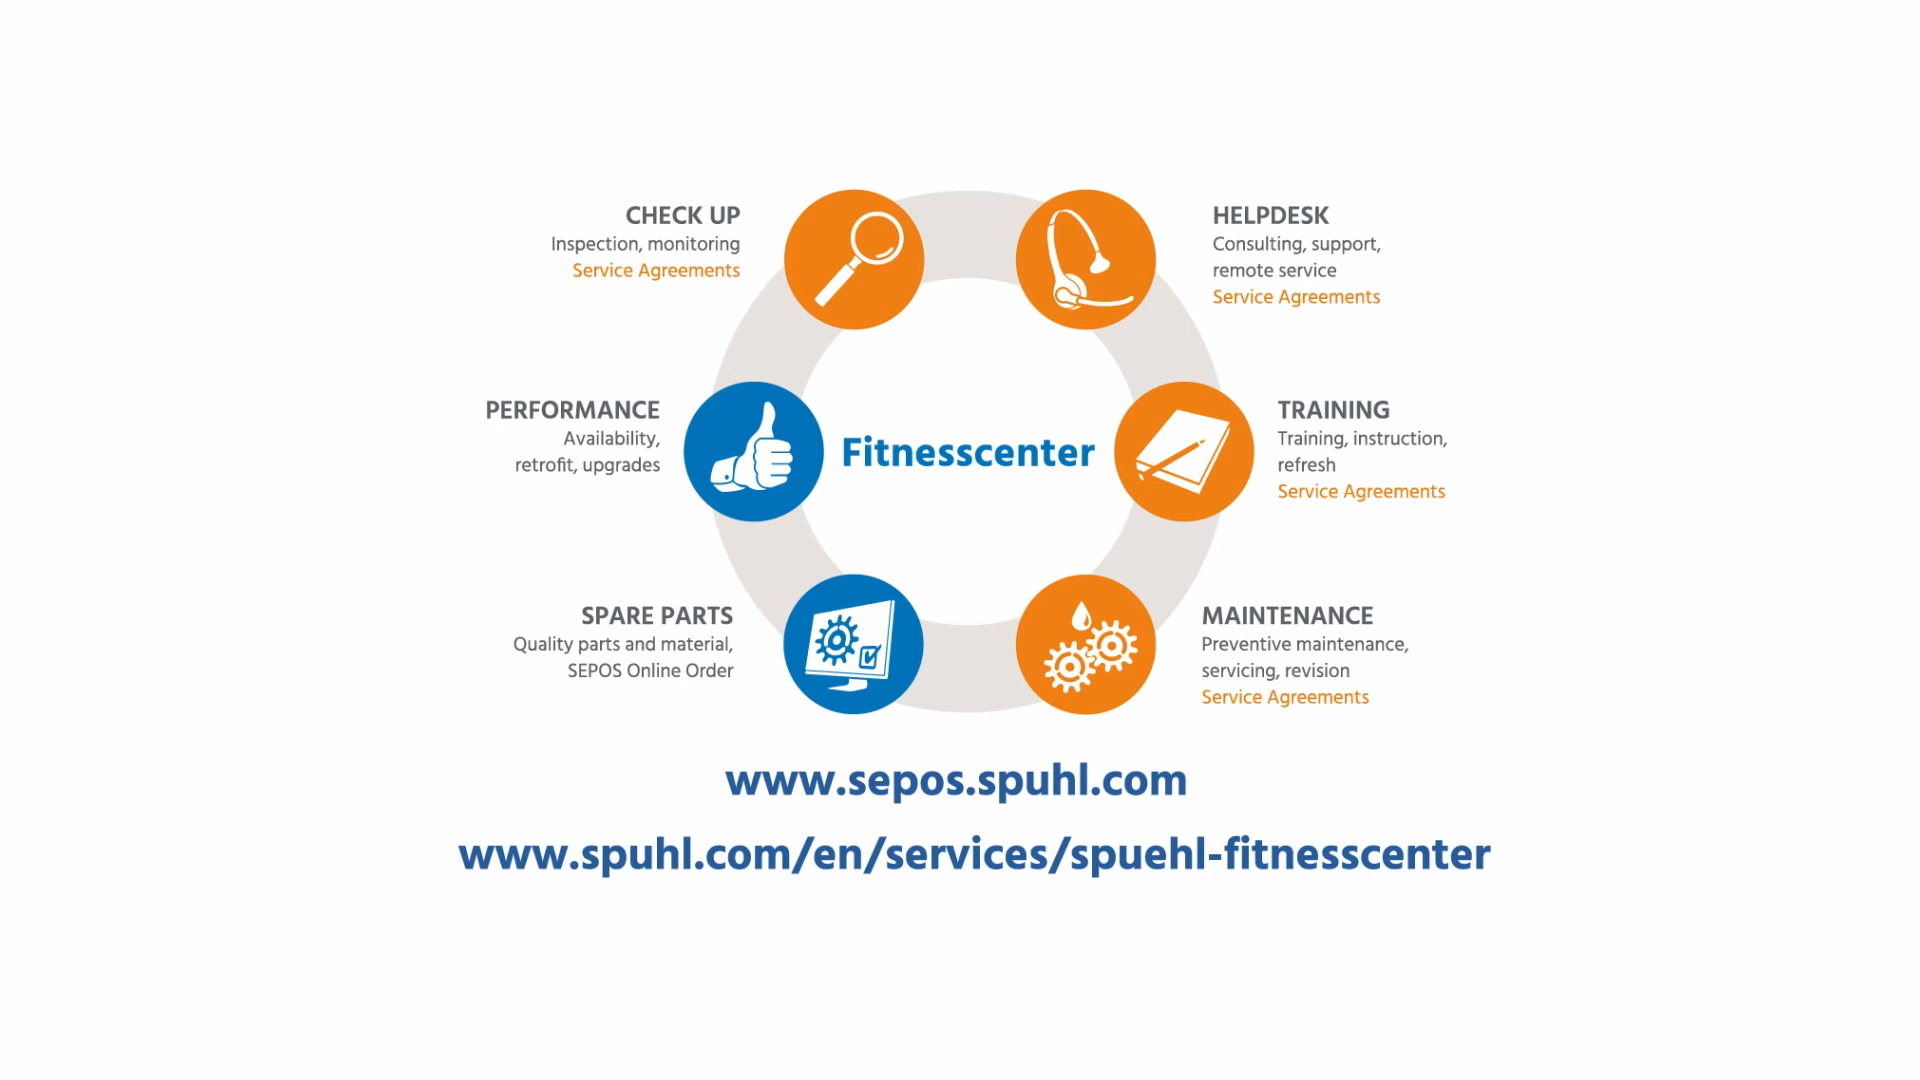 CHECK UP
Inspection, monitoring
Service Agreements
HELPDESK
Consulting, support,
remote service
Service Agreements
PERFORMANCE
Availability,
retrofit, upgrades
Fitnesscenter
TRAINING
Training, instruction,
refresh
Service Agreements
SPARE PARTS
Quality parts and material,
SEPOS Online Order
MAINTENANCE
Preventive maintenance,
servicing, revision
Service Agreements
www.sepos.spuhl.com
www.spuhl.com/en/services/spuehl-fitnesscenter